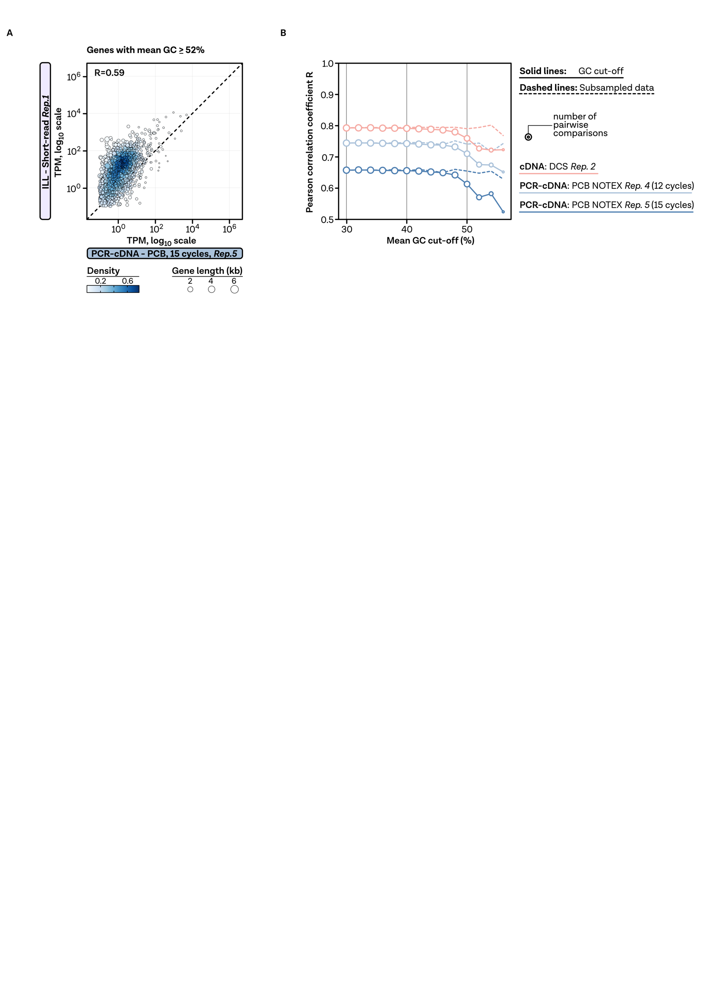 A
Genes with mean GC ≥ 52%
R=0.59
ILL - Short-read Rep.1
TPM, log10 scale
10^6
10^4
10^2
10^0
10^0 10^2 10^4 10^6
TPM, log10 scale
PCR-cDNA - PCB, 15 cycles, Rep.5
Density
0.2 0.6
Gene length (kb)
2 4 6
B
Pearson correlation coefficient R
1.0
0.9
0.8
0.7
0.6
0.5
30 40 50
Mean GC cut-off (%)
Solid lines: GC cut-off
Dashed lines: Subsampled data
number of
pairwise
comparisons
cDNA: DCS Rep. 2
PCR-cDNA: PCB NOTEX Rep. 4 (12 cycles)
PCR-cDNA: PCB NOTEX Rep. 5 (15 cycles)